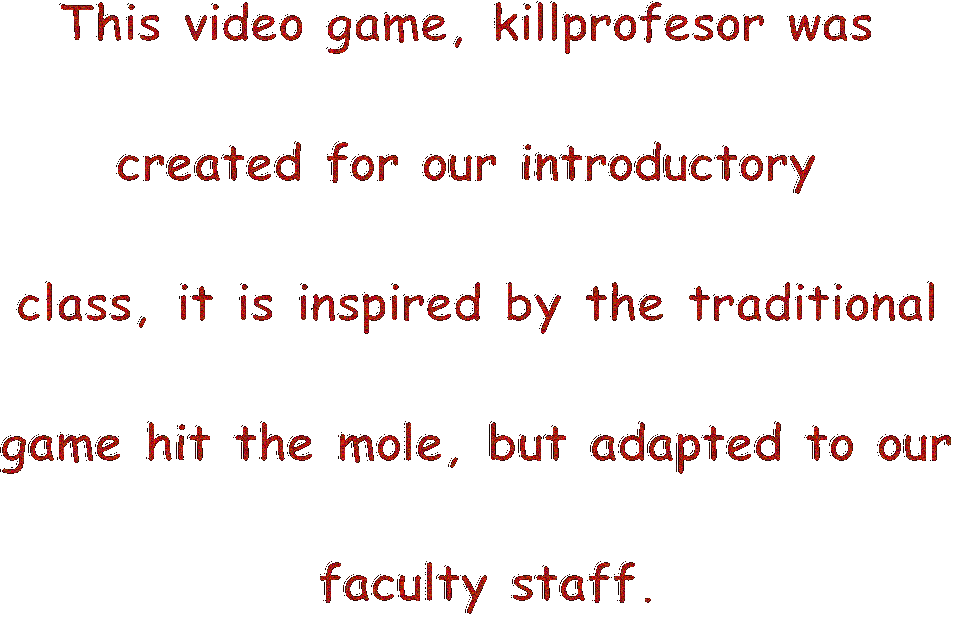 This video game, killprofesor was
created for our introductory
class, it is inspired by the traditional
game hit the mole, but adapted to our
faculty staff.